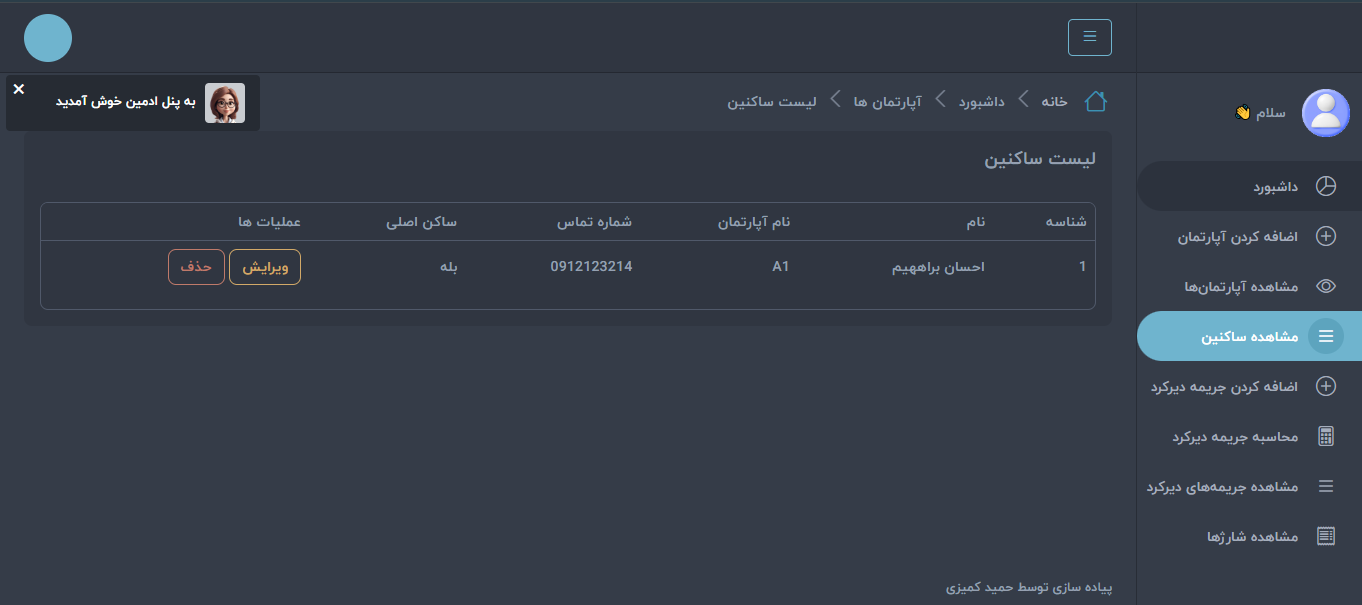 به پنل ادمین خوش آمدید
سلام 👋
داشبورد
اضافه کردن آپارتمان
مشاهده آپارتمان‌ها
مشاهده ساکنین
اضافه کردن جریمه دیرکرد
محاسبه جریمه دیرکرد
مشاهده جریمه‌های دیرکرد
مشاهده شارژها
خانه داشبورد آپارتمان ها لیست ساکنین
لیست ساکنین
شناسه نام نام آپارتمان شماره تماس ساکن اصلی عملیات ها
1 احسان براههیم A1 0912123214 بله ویرایش حذف
پیاده سازی توسط حمید کمیزی